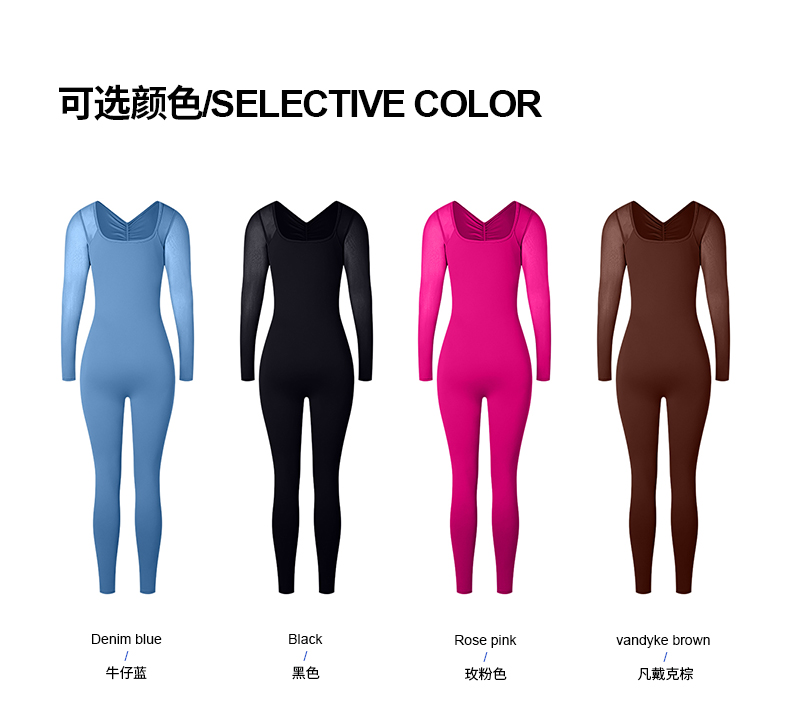 可选颜色/SELECTIVE COLOR
Denim blue
/
牛仔蓝
Black
/
黑色
Rose pink
/
玫粉色
vandyke brown
/
凡戴克棕